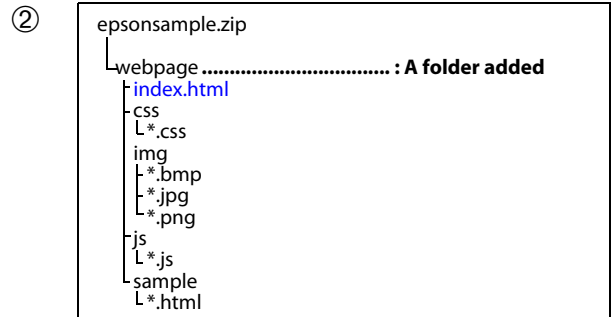 ②
epsonsample.zip
webpage ................................. : A folder added
index.html
css
*.css
img
*.bmp
*.jpg
*.png
js
*.js
sample
*.html